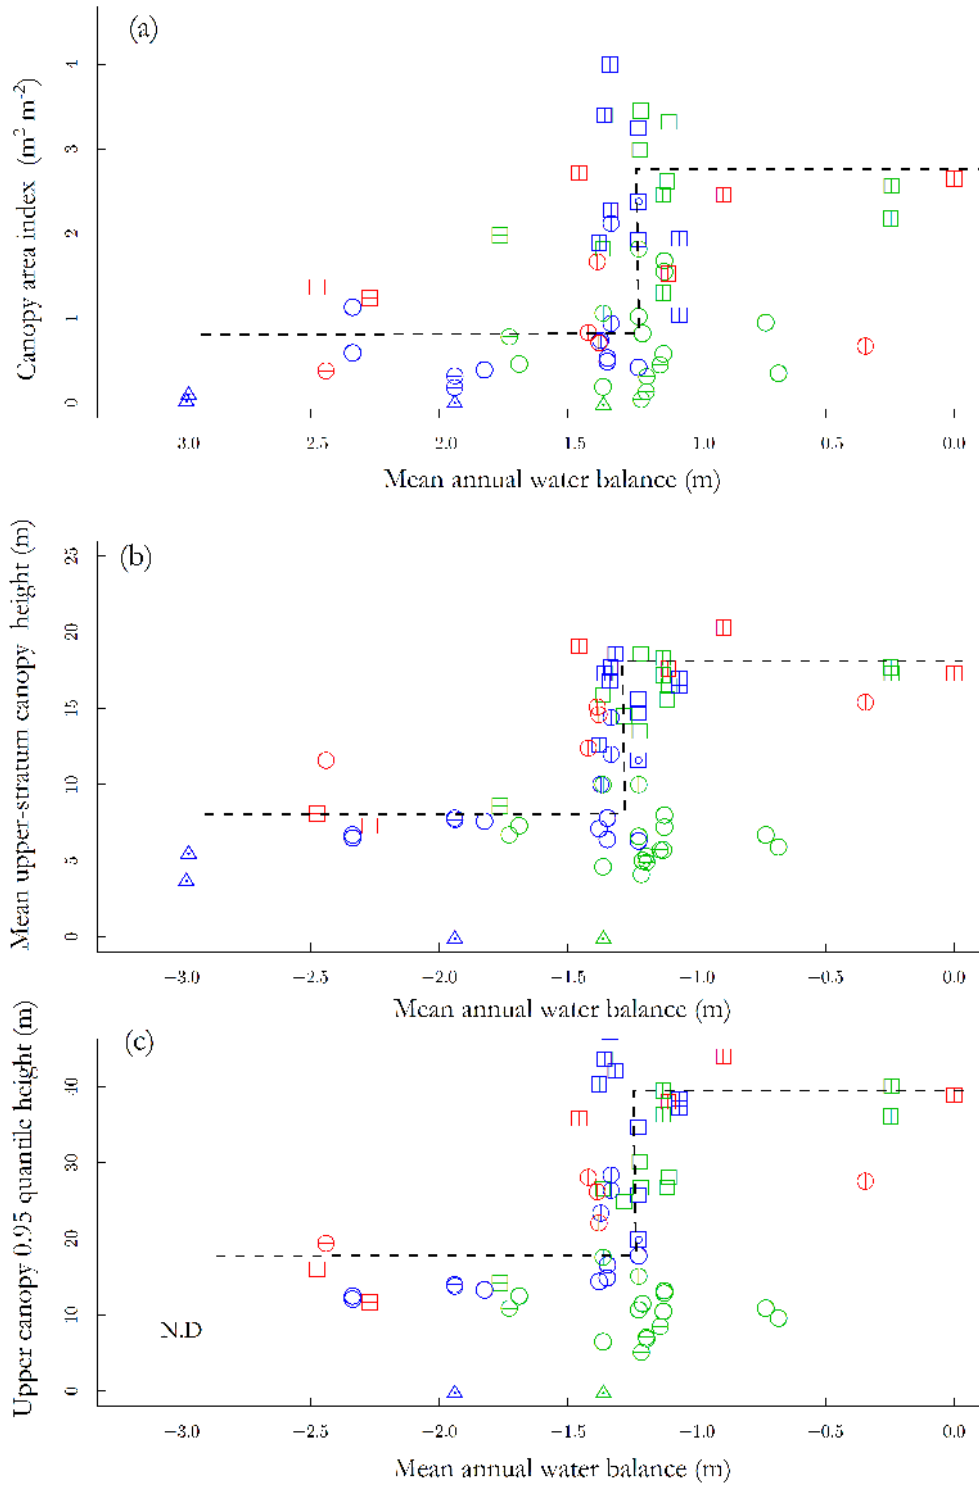 (a)
4
3
2
1
0
Canopy area index (m² m⁻²)
-3.0 -2.5 -2.0 -1.5 -1.0 -0.5 0.0
Mean annual water balance (m)
(b)
25
20
15
10
5
0
Mean upper-stratum canopy height (m)
−3.0 −2.5 −2.0 −1.5 −1.0 −0.5 0.0
Mean annual water balance (m)
(c)
40
30
20
10
0
Upper canopy 0.95 quantile height (m)
N.D
−3.0 −2.5 −2.0 −1.5 −1.0 −0.5 0.0
Mean annual water balance (m)